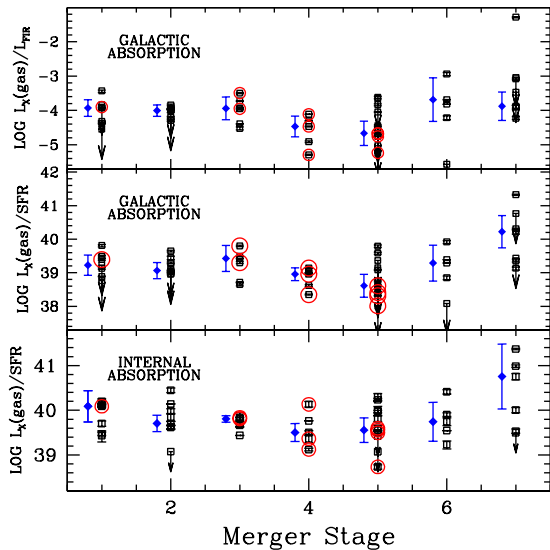 LOG L_X(gas)/L_FIR
GALACTIC
ABSORPTION
−2
−3
−4
−5
LOG L_X(gas)/SFR
GALACTIC
ABSORPTION
42
41
40
39
38
LOG L_X(gas)/SFR
INTERNAL
ABSORPTION
41
40
39
2
4
6
Merger Stage